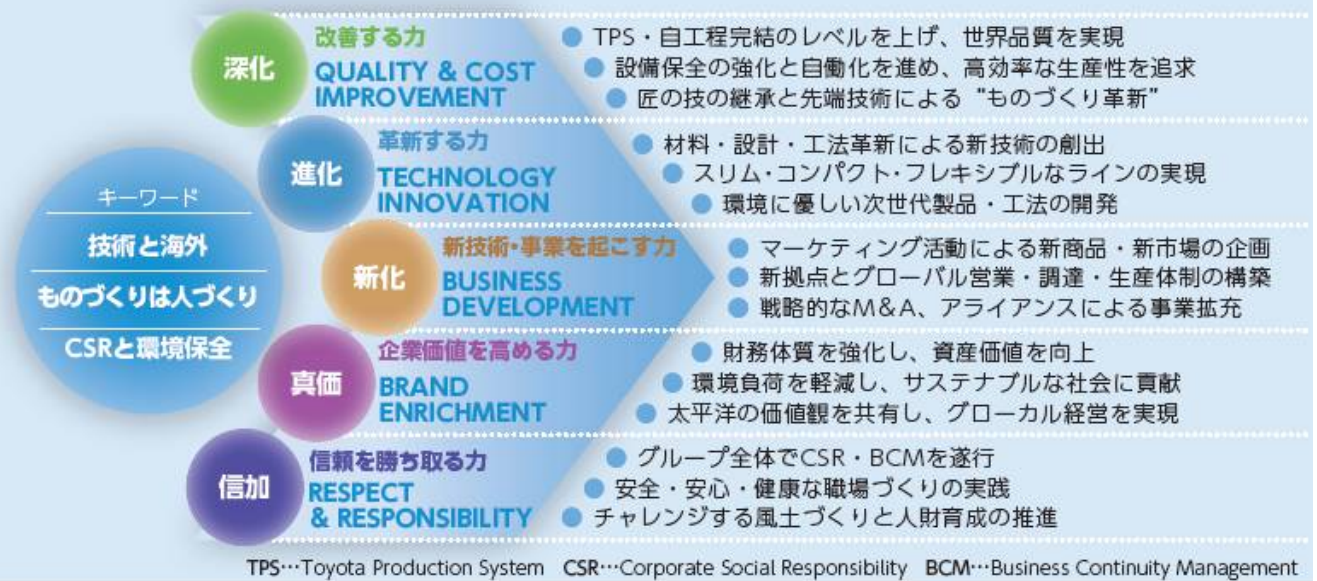 キーワード
技術と海外
ものづくりは人づくり
CSRと環境保全
深化
改善する力
QUALITY & COST
IMPROVEMENT
● TPS・自工程完結のレベルを上げ、世界品質を実現
● 設備保全の強化と自働化を進め、高効率な生産性を追求
● 匠の技の継承と先端技術による“ものづくり革新”
進化
革新する力
TECHNOLOGY
INNOVATION
● 材料・設計・工法革新による新技術の創出
● スリム・コンパクト・フレキシブルなラインの実現
● 環境に優しい次世代製品・工法の開発
新化
新技術・事業を起こす力
BUSINESS
DEVELOPMENT
● マーケティング活動による新商品・新市場の企画
● 新拠点とグローバル営業・調達・生産体制の構築
● 戦略的なM&A、アライアンスによる事業拡充
真価
企業価値を高める力
BRAND
ENRICHMENT
● 財務体質を強化し、資産価値を向上
● 環境負荷を軽減し、サステナブルな社会に貢献
● 太平洋の価値観を共有し、グローカル経営を実現
信加
信頼を勝ち取る力
RESPECT
& RESPONSIBILITY
● グループ全体でCSR・BCMを遂行
● 安全・安心・健康な職場づくりの実践
● チャレンジする風土づくりと人財育成の推進
TPS…Toyota Production System CSR…Corporate Social Responsibility BCM…Business Continuity Management